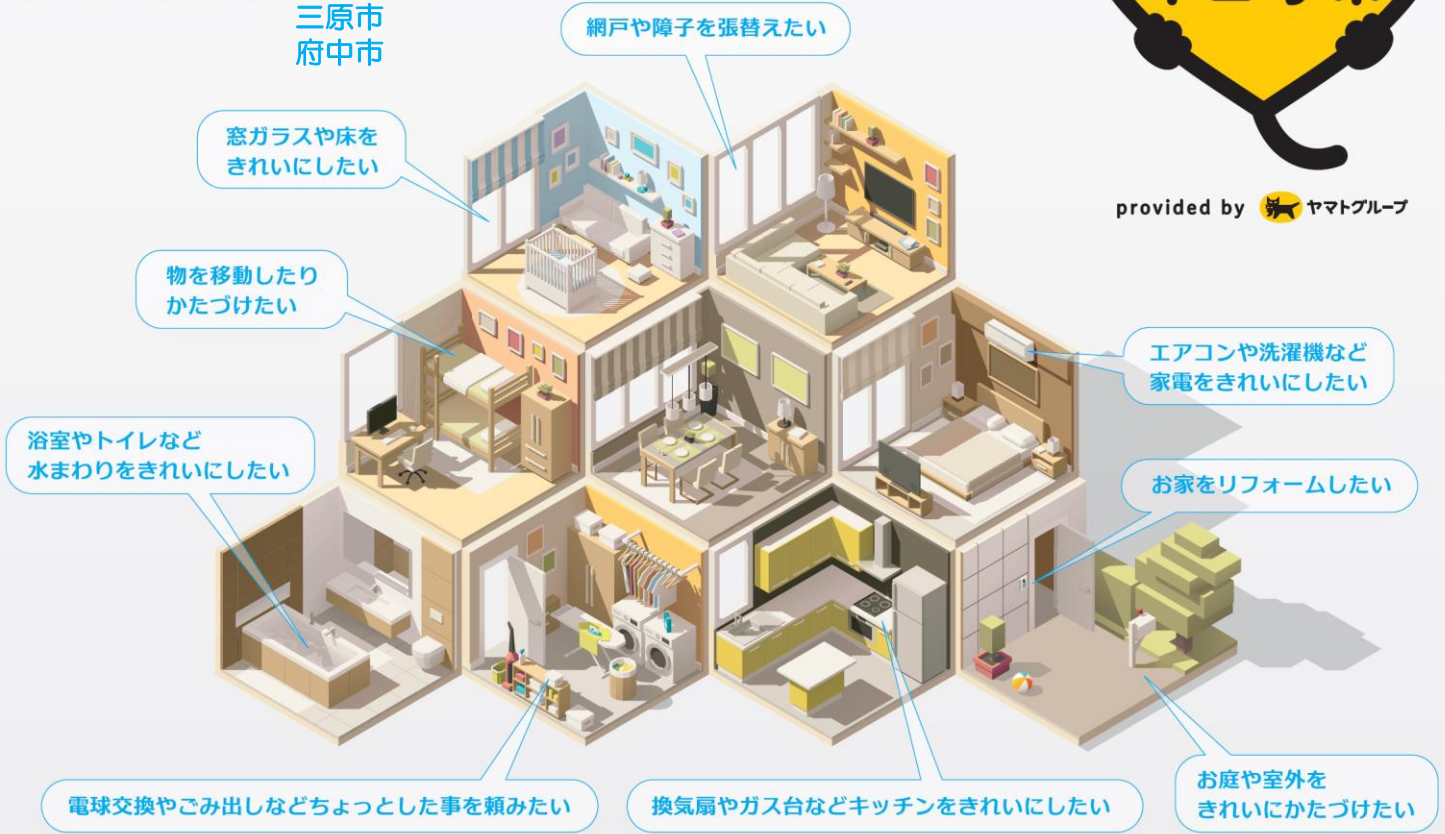 三原市
府中市
網戸や障子を張替えたい
窓ガラスや床を
きれいにしたい
provided by ヤマトグループ
物を移動したり
かたづけたい
エアコンや洗濯機など
家電をきれいにしたい
浴室やトイレなど
水まわりをきれいにしたい
お家をリフォームしたい
電球交換やごみ出しなどちょっとした事を頼みたい
換気扇やガス台などキッチンをきれいにしたい
お庭や室外を
きれいにかたづけたい